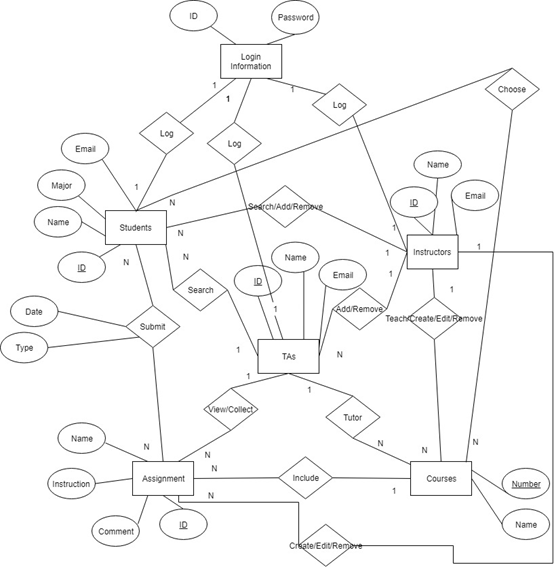 ID
Password
Login
Information
1
1
1
Choose
Log
Log
Log
Email
Name
Major
1
N
ID
Email
Name
Search/Add/Remove
Students
N
1
N
Instructors
1
ID
N
N
1
1
Name
Search
ID
Email
1
Date
1
Add/Remove
Teach/Create/Edit/Remove
Submit
Type
1
TAs
N
1
1
View/Collect
Tutor
Name
N
N
N
N
N
N
Assignment
Include
Courses
Instruction
Number
1
N
ID
Name
Comment
Create/Edit/Remove